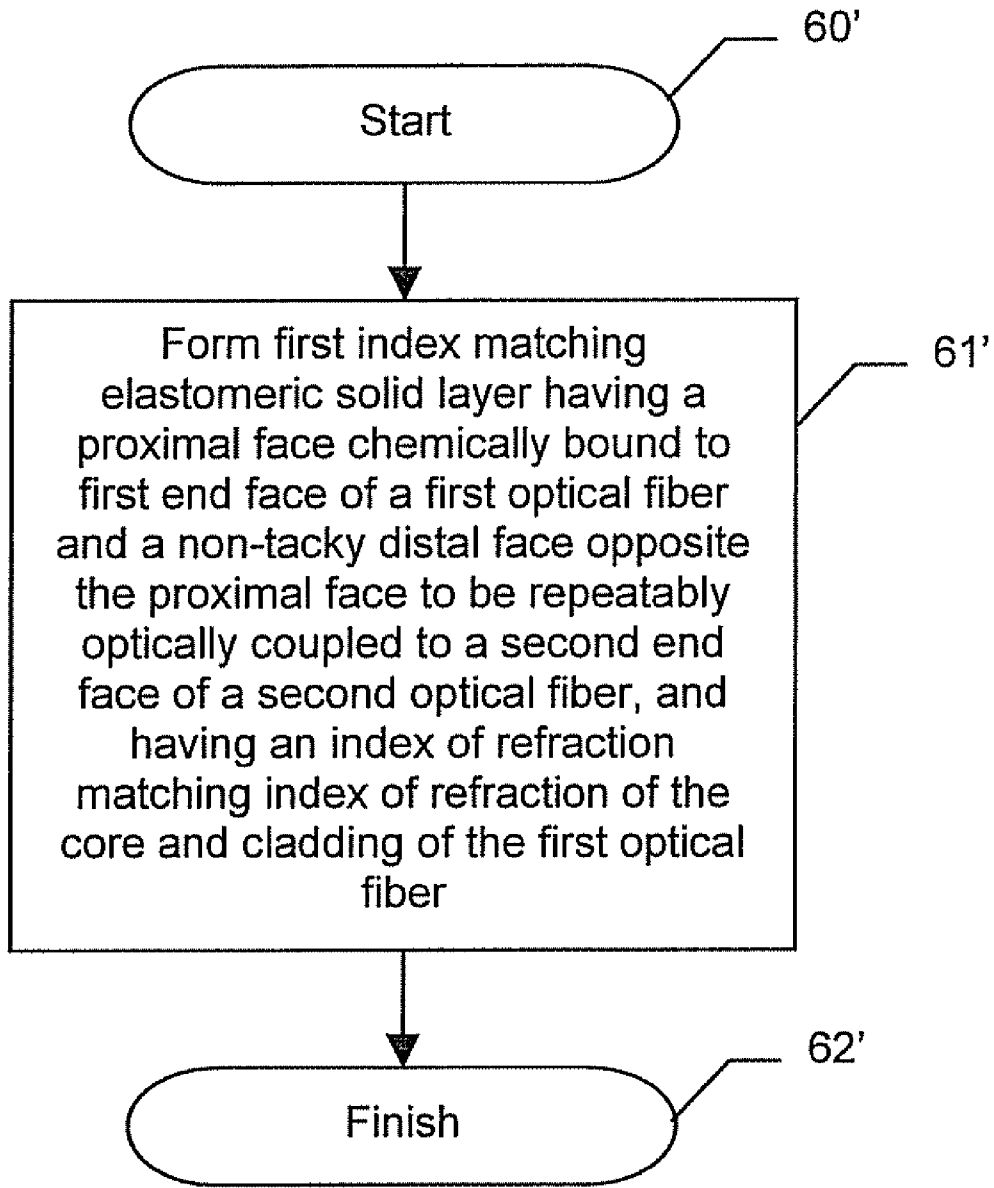 60’
Start
61’
Form first index matching
elastomeric solid layer having a
proximal face chemically bound to
first end face of a first optical fiber
and a non-tacky distal face opposite
the proximal face to be repeatably
optically coupled to a second end
face of a second optical fiber, and
having an index of refraction
matching index of refraction of the
core and cladding of the first optical
fiber
62’
Finish